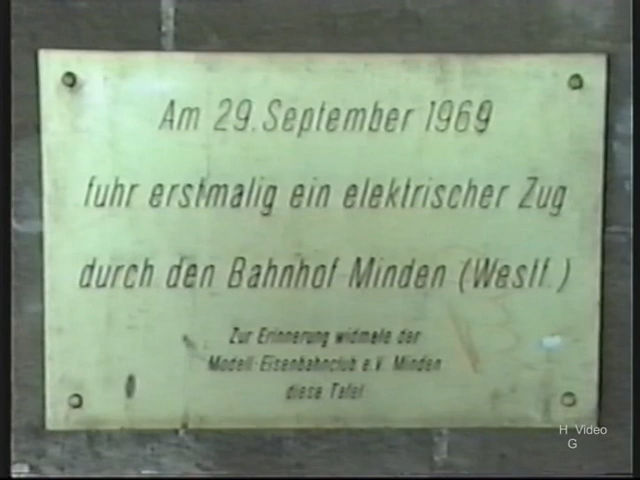 Am 29. September 1969
fuhr erstmalig ein elektrischer Zug
durch den Bahnhof Minden (Westf.)
Zur Erinnerung widmete der
Modell-Eisenbahnclub e.V. Minden
diese Tafel
H Video
G